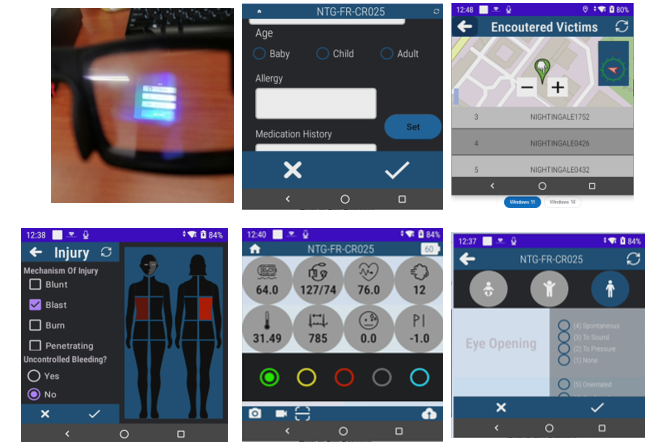 NTG-FR-CR025
Age
Baby Child Adult
Allergy
Set
Medication History
12:48 80%
Encoutered Victims
3 NIGHTINGALE1752
4 NIGHTINGALE0426
5 NIGHTINGALE0432
Windows 11 Windows 10
12:38 84%
Injury
Mechanism Of Injury
Blunt
Blast
Burn
Penetrating
Uncontrolled Bleeding?
Yes
No
12:40 84%
NTG-FR-CR025 60
64.0 127/74 76.0 12
PI
31.49 785 0.0 -1.0
12:37 84%
NTG-FR-CR025
Eye Opening
(4) Spontaneous
(3) To Sound
(2) To Pressure
(1) None
(5) Orientated